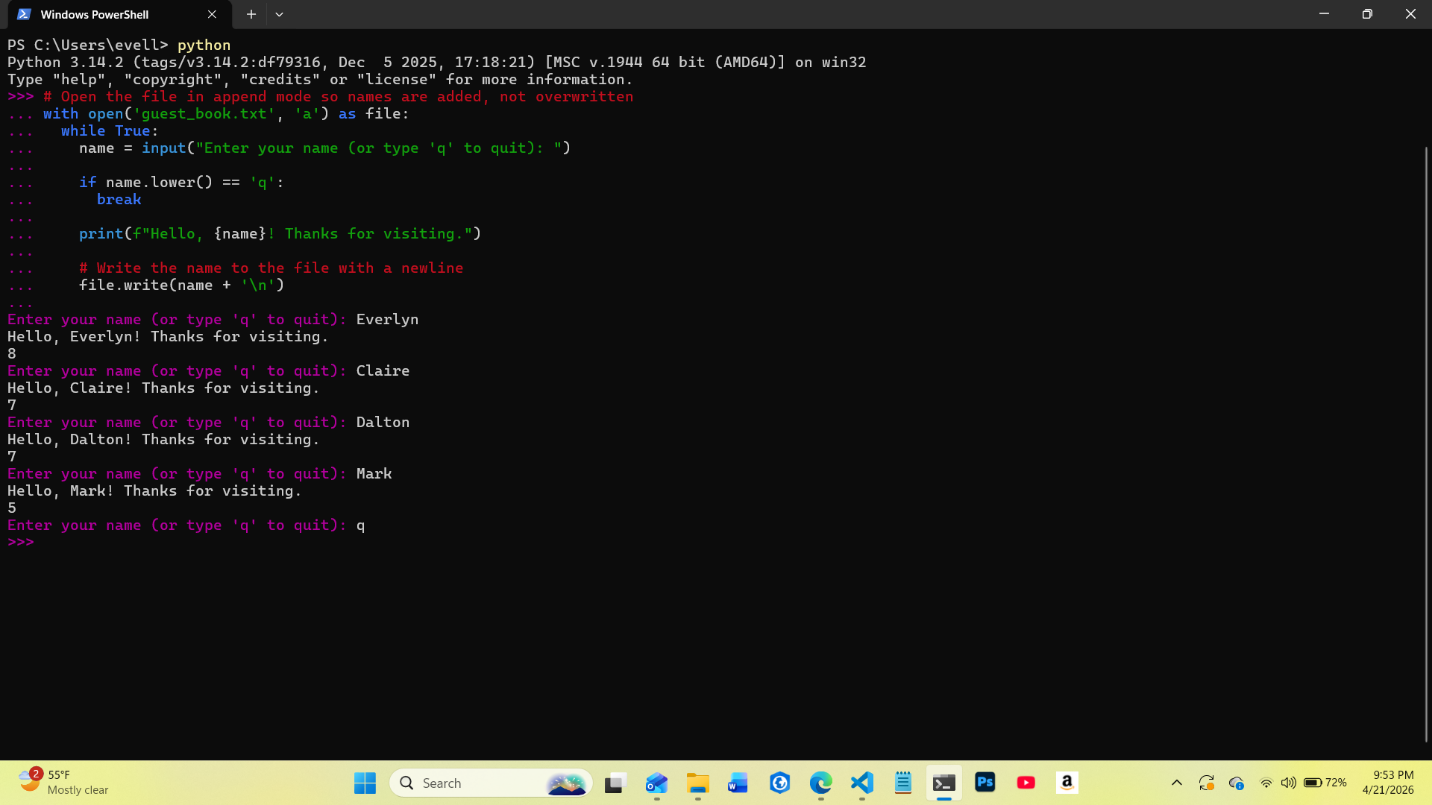 Windows PowerShell
PS C:\Users\evell> python
Python 3.14.2 (tags/v3.14.2:df79316, Dec  5 2025, 17:18:21) [MSC v.1944 64 bit (AMD64)] on win32
Type "help", "copyright", "credits" or "license" for more information.
>>> # Open the file in append mode so names are added, not overwritten
... with open('guest_book.txt', 'a') as file:
...   while True:
...     name = input("Enter your name (or type 'q' to quit): ")
...
...     if name.lower() == 'q':
...       break
...
...     print(f"Hello, {name}! Thanks for visiting.")
...
...     # Write the name to the file with a newline
...     file.write(name + '\n')
...
Enter your name (or type 'q' to quit): Everlyn
Hello, Everlyn! Thanks for visiting.
8
Enter your name (or type 'q' to quit): Claire
Hello, Claire! Thanks for visiting.
7
Enter your name (or type 'q' to quit): Dalton
Hello, Dalton! Thanks for visiting.
7
Enter your name (or type 'q' to quit): Mark
Hello, Mark! Thanks for visiting.
5
Enter your name (or type 'q' to quit): q
>>>
2
55°F
Mostly clear
Search
Ps
a
72%
9:53 PM
4/21/2026